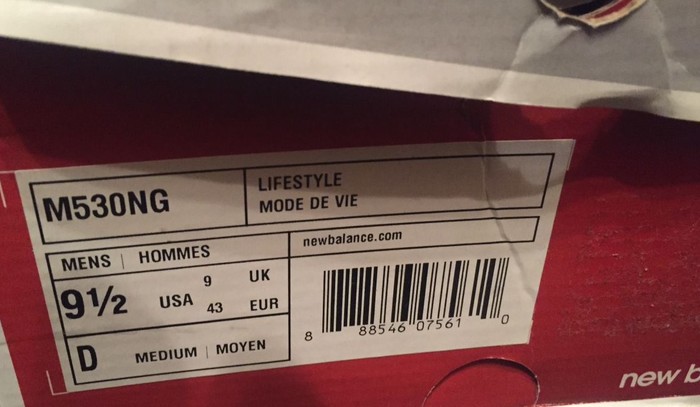 M530NG
LIFESTYLE
MODE DE VIE
newbalance.com
MENS | HOMMES
9½ USA 9 UK
43 EUR
D MEDIUM | MOYEN
8 88546 07561 0
new b